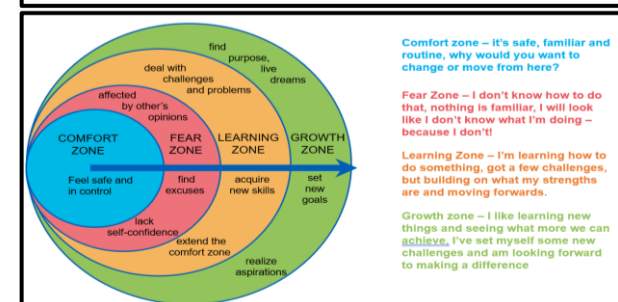 find
purpose,
live
dreams
deal with
challenges
and problems
affected
by other's
opinions
COMFORT
ZONE
FEAR
ZONE
LEARNING
ZONE
GROWTH
ZONE
Feel safe and
in control
find
excuses
acquire
new skills
set
new
goals
lack
self-confidence
extend the
comfort zone
realize
aspirations
Comfort zone – it's safe, familiar and
routine, why would you want to
change or move from here?
Fear Zone – I don't know how to do
that, nothing is familiar, I will look
like I don't know what I'm doing –
because I don't!
Learning Zone – I'm learning how to
do something, got a few challenges,
but building on what my strengths
are and moving forwards.
Growth zone – I like learning new
things and seeing what more we can
achieve, I've set myself some new
challenges and am looking forward
to making a difference